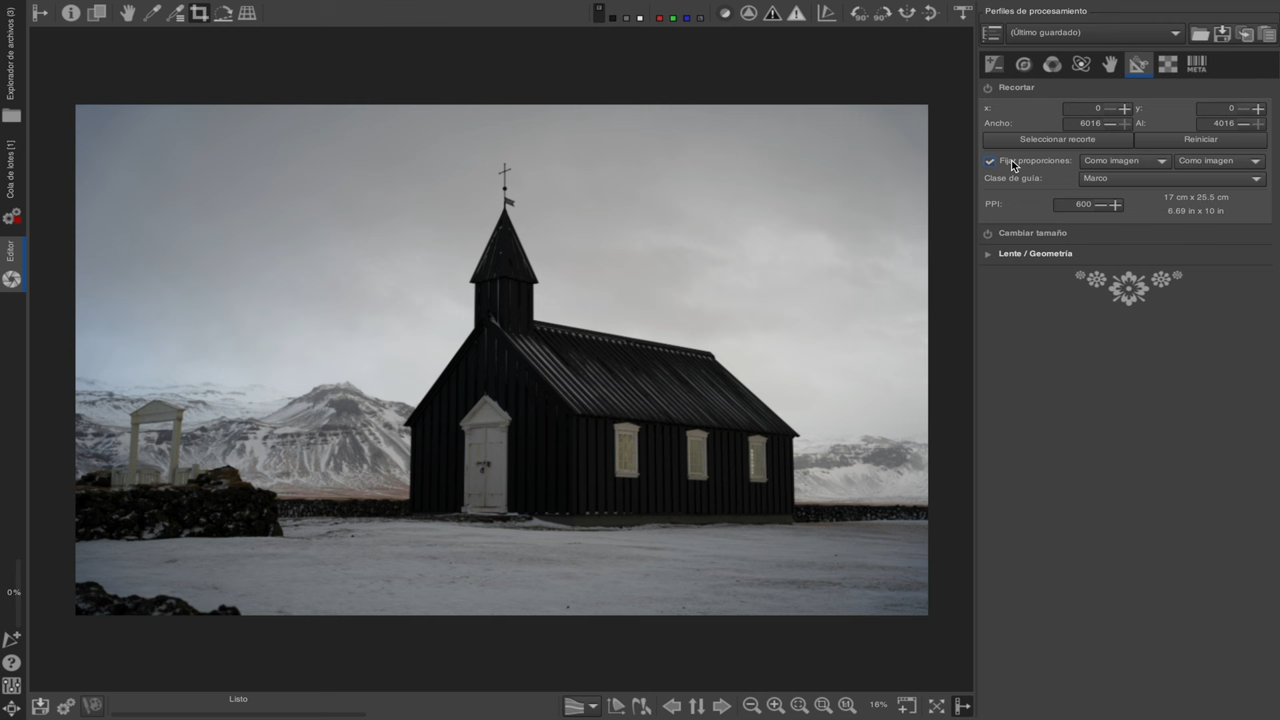 Explorador de archivos (3)
Cola de lotes [1]
Editor
0 %
Listo
16%
Perfiles de procesamiento
(Último guardado)
META
Recortar
x: 0 y: 0
Ancho: 6016 Al: 4016
Seleccionar recorte Reiniciar
Fijar proporciones: Como imagen Como imagen
Clase de guía: Marco
PPI: 600
17 cm x 25.5 cm
6.69 in x 10 in
Cambiar tamaño
Lente / Geometría